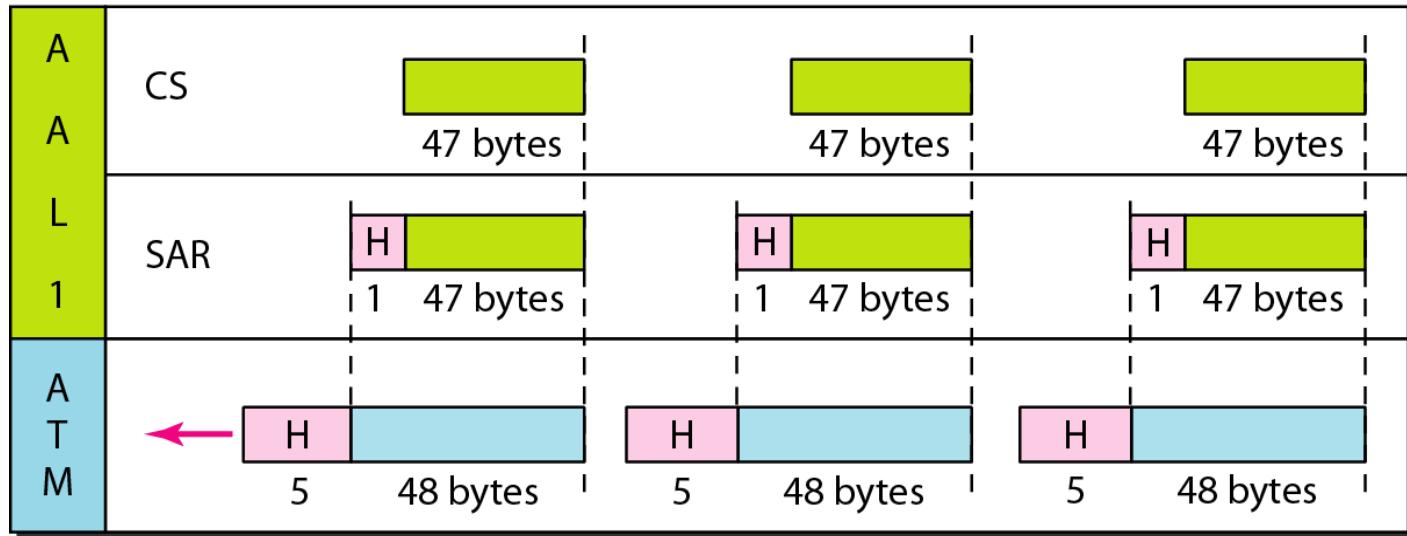 A
A
L
1
CS
47 bytes 47 bytes 47 bytes
SAR
H H H
1 47 bytes 1 47 bytes 1 47 bytes
A
T
M
H H H
5 48 bytes 5 48 bytes 5 48 bytes